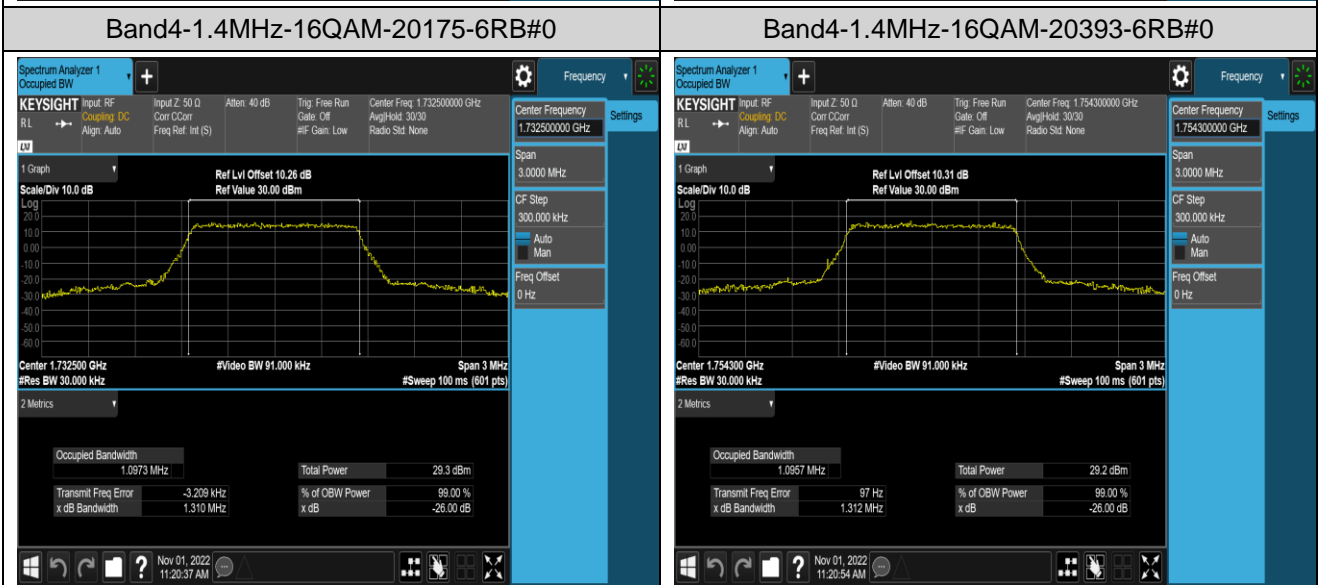 Band4-1.4MHz-16QAM-20175-6RB#0
Spectrum Analyzer 1
Occupied BW
+
Frequency
KEYSIGHT
RL
LXI
Input: RF
Coupling: DC
Align: Auto
Input Z: 50 Ω
Corr CCorr
Freq Ref: Int (S)
Atten: 40 dB
Trig: Free Run
Gate: Off
#IF Gain: Low
Center Freq: 1.732500000 GHz
Avg|Hold: 30/30
Radio Std: None
Center Frequency
1.732500000 GHz
Settings
Span
3.0000 MHz
CF Step
300.000 kHz
Auto
Man
Freq Offset
0 Hz
1 Graph
Scale/Div 10.0 dB
Ref Lvl Offset 10.26 dB
Ref Value 30.00 dBm
Log
20.0
10.0
0.00
-10.0
-20.0
-30.0
-40.0
-50.0
-60.0
Center 1.732500 GHz
#Res BW 30.000 kHz
#Video BW 91.000 kHz
Span 3 MHz
#Sweep 100 ms (601 pts)
2 Metrics
Occupied Bandwidth
1.0973 MHz
Total Power 29.3 dBm
Transmit Freq Error -3.209 kHz
% of OBW Power 99.00 %
x dB Bandwidth 1.310 MHz
x dB -26.00 dB
?
Nov 01, 2022
11:20:37 AM
Band4-1.4MHz-16QAM-20393-6RB#0
Spectrum Analyzer 1
Occupied BW
+
Frequency
KEYSIGHT
RL
LXI
Input: RF
Coupling: DC
Align: Auto
Input Z: 50 Ω
Corr CCorr
Freq Ref: Int (S)
Atten: 40 dB
Trig: Free Run
Gate: Off
#IF Gain: Low
Center Freq: 1.754300000 GHz
Avg|Hold: 30/30
Radio Std: None
Center Frequency
1.754300000 GHz
Settings
Span
3.0000 MHz
CF Step
300.000 kHz
Auto
Man
Freq Offset
0 Hz
1 Graph
Scale/Div 10.0 dB
Ref Lvl Offset 10.31 dB
Ref Value 30.00 dBm
Log
20.0
10.0
0.00
-10.0
-20.0
-30.0
-40.0
-50.0
-60.0
Center 1.754300 GHz
#Res BW 30.000 kHz
#Video BW 91.000 kHz
Span 3 MHz
#Sweep 100 ms (601 pts)
2 Metrics
Occupied Bandwidth
1.0957 MHz
Total Power 29.2 dBm
Transmit Freq Error 97 Hz
% of OBW Power 99.00 %
x dB Bandwidth 1.312 MHz
x dB -26.00 dB
?
Nov 01, 2022
11:20:54 AM